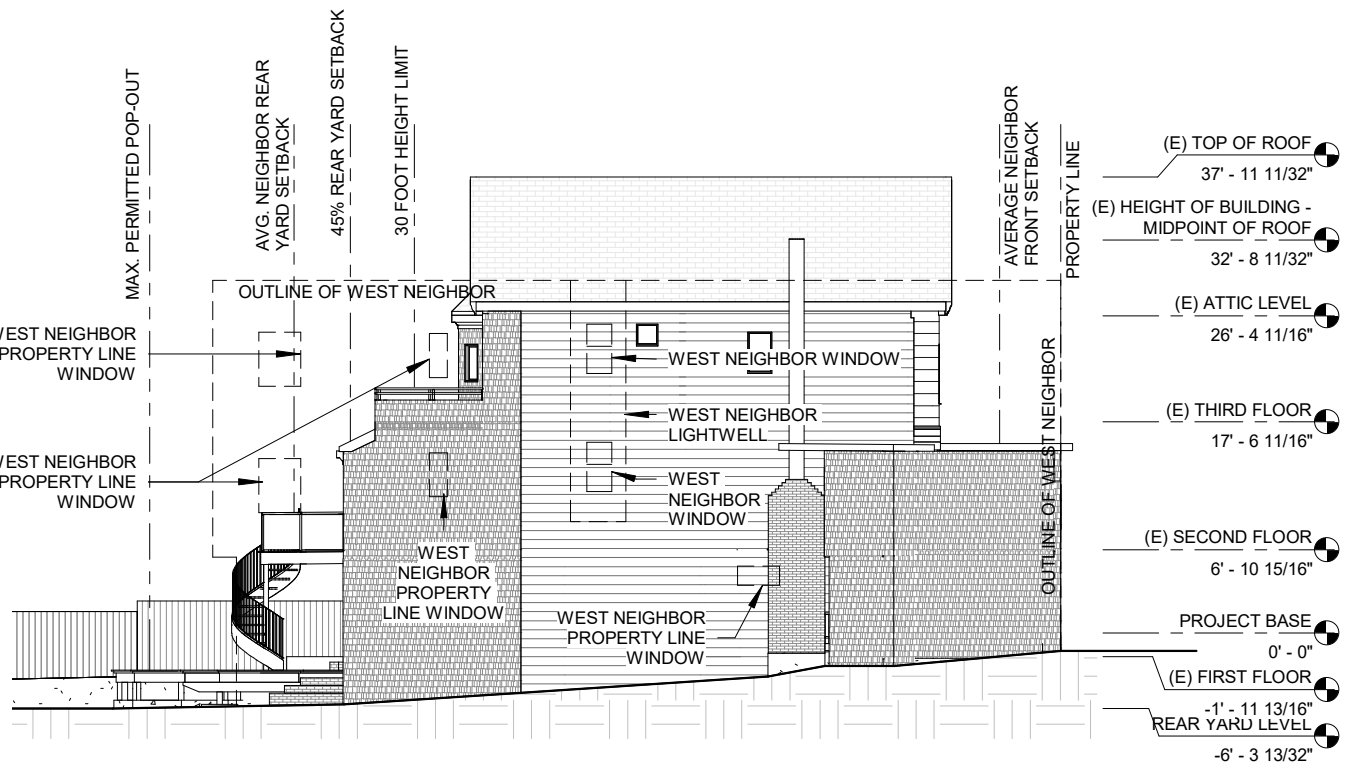 MAX. PERMITTED POP-OUT
AVG. NEIGHBOR REAR
YARD SETBACK
45% REAR YARD SETBACK
30 FOOT HEIGHT LIMIT
AVERAGE NEIGHBOR
FRONT SETBACK
PROPERTY LINE
OUTLINE OF WEST NEIGHBOR
WEST NEIGHBOR
PROPERTY LINE
WINDOW
WEST NEIGHBOR
PROPERTY LINE
WINDOW
WEST NEIGHBOR WINDOW
WEST NEIGHBOR
LIGHTWELL
WEST
NEIGHBOR
WINDOW
WEST
NEIGHBOR
PROPERTY
LINE WINDOW
WEST NEIGHBOR
PROPERTY LINE
WINDOW
OUTLINE OF WEST NEIGHBOR
(E) TOP OF ROOF
37' - 11 11/32"
(E) HEIGHT OF BUILDING -
MIDPOINT OF ROOF
32' - 8 11/32"
(E) ATTIC LEVEL
26' - 4 11/16"
(E) THIRD FLOOR
17' - 6 11/16"
(E) SECOND FLOOR
6' - 10 15/16"
PROJECT BASE
0' - 0"
(E) FIRST FLOOR
-1' - 11 13/16"
REAR YARD LEVEL
-6' - 3 13/32"